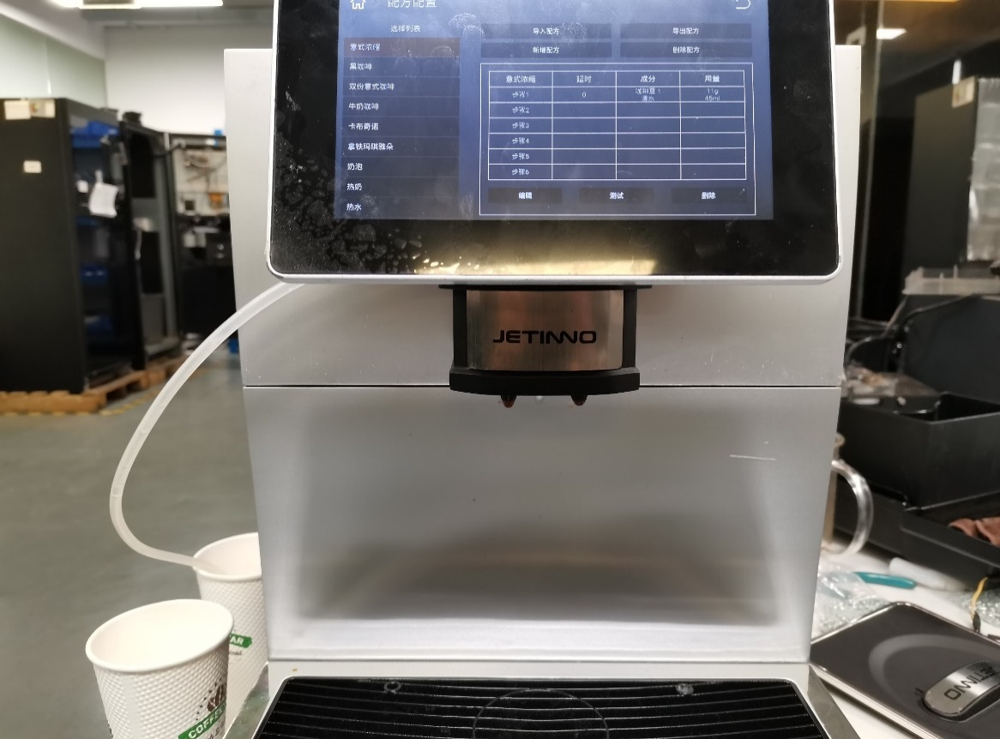 配方配置
选择列表
意式浓缩
黑咖啡
双份意式咖啡
牛奶咖啡
卡布奇诺
拿铁玛琪雅朵
奶泡
热奶
热水
导入配方 导出配方
新增配方 删除配方
意式浓缩 延时 成分 用量
步骤1 0 咖啡豆1 11g
清水 45ml
步骤2
步骤3
步骤4
步骤5
步骤6
编辑 测试 删除
JETINNO
COFFEE
JETINNO